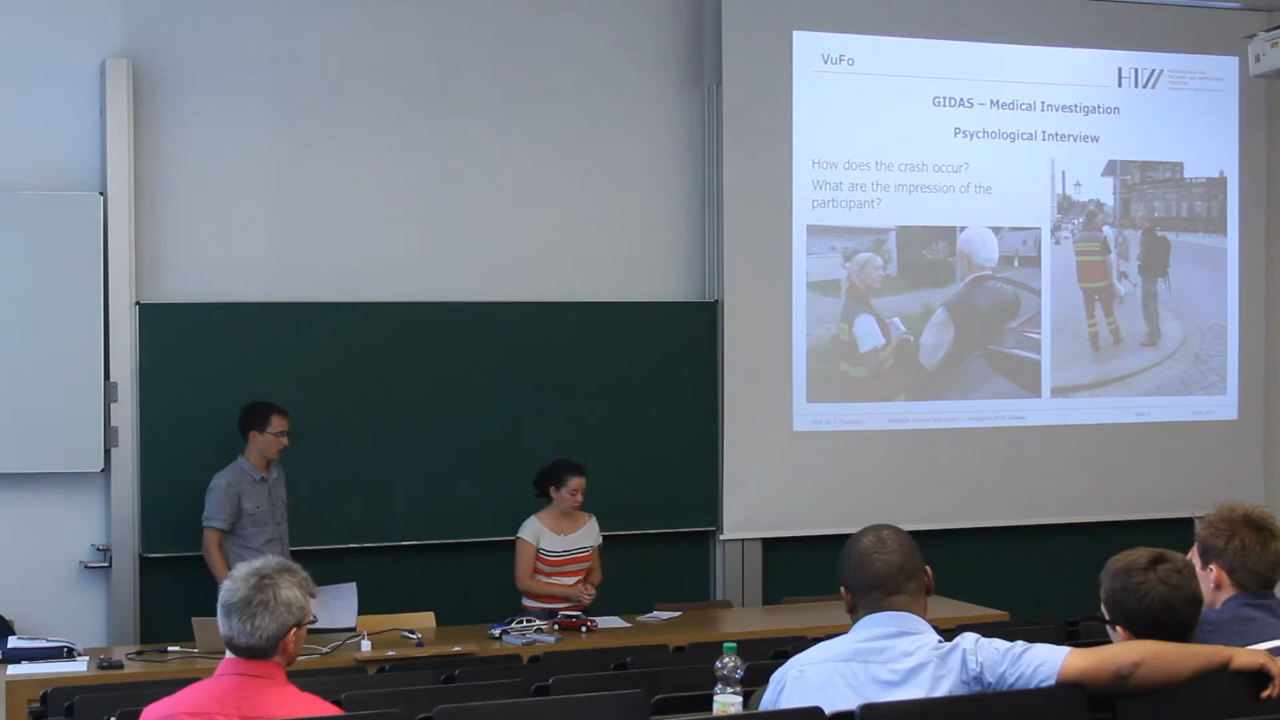 VuFo
HTW
GIDAS – Medical Investigation
Psychological Interview
How does the crash occur?
What are the impression of the
participant?